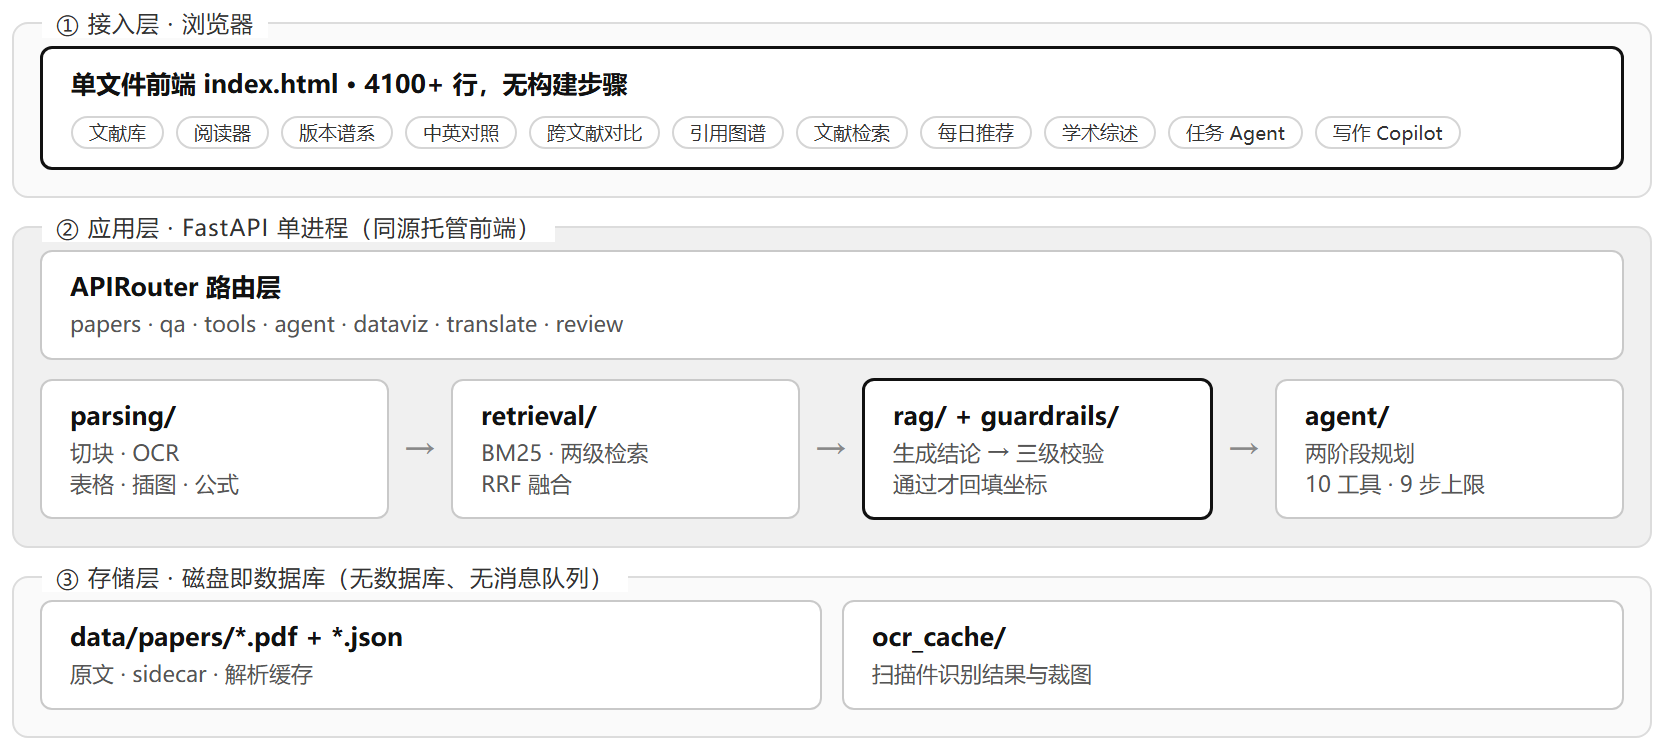 ① 接入层 · 浏览器
单文件前端 index.html • 4100+ 行，无构建步骤
文献库 阅读器 版本谱系 中英对照 跨文献对比 引用图谱 文献检索 每日推荐 学术综述 任务 Agent 写作 Copilot
② 应用层 · FastAPI 单进程（同源托管前端）
APIRouter 路由层
papers · qa · tools · agent · dataviz · translate · review
parsing/
切块 · OCR
表格 · 插图 · 公式
→
retrieval/
BM25 · 两级检索
RRF 融合
→
rag/ + guardrails/
生成结论 → 三级校验
通过才回填坐标
→
agent/
两阶段规划
10 工具 · 9 步上限
③ 存储层 · 磁盘即数据库（无数据库、无消息队列）
data/papers/*.pdf + *.json
原文 · sidecar · 解析缓存
ocr_cache/
扫描件识别结果与裁图